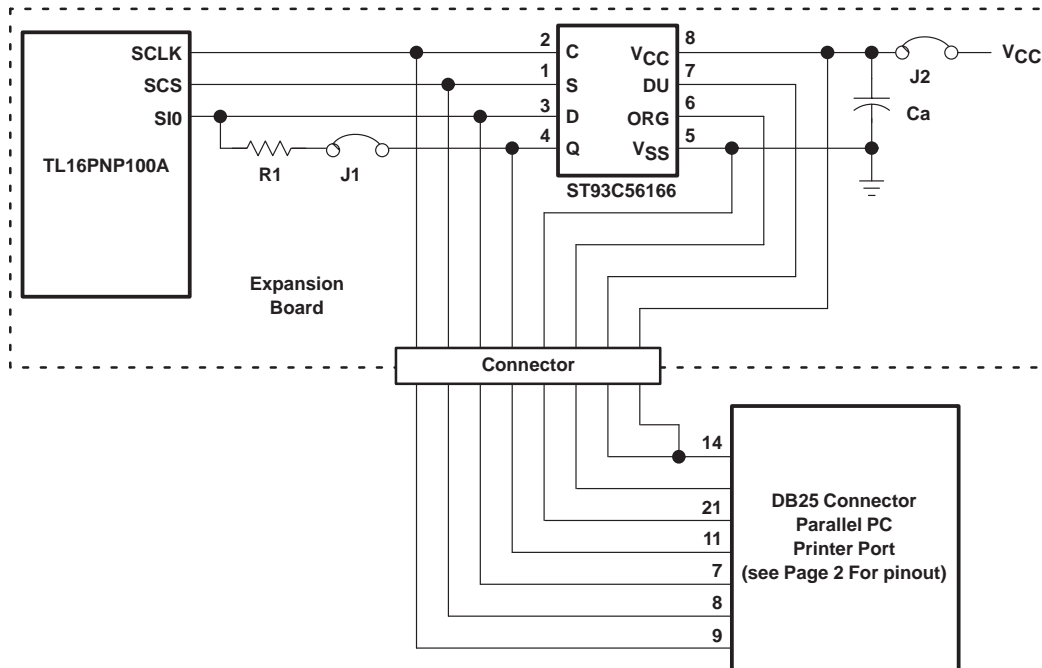 SCLK
SCS
SI0
TL16PNP100A
R1
J1
2
1
3
4
C
S
D
Q
VCC
DU
ORG
VSS
8
7
6
5
ST93C56166
J2
VCC
Ca
Expansion
Board
Connector
14
21
11
7
8
9
DB25 Connector
Parallel PC
Printer Port
(see Page 2 For pinout)